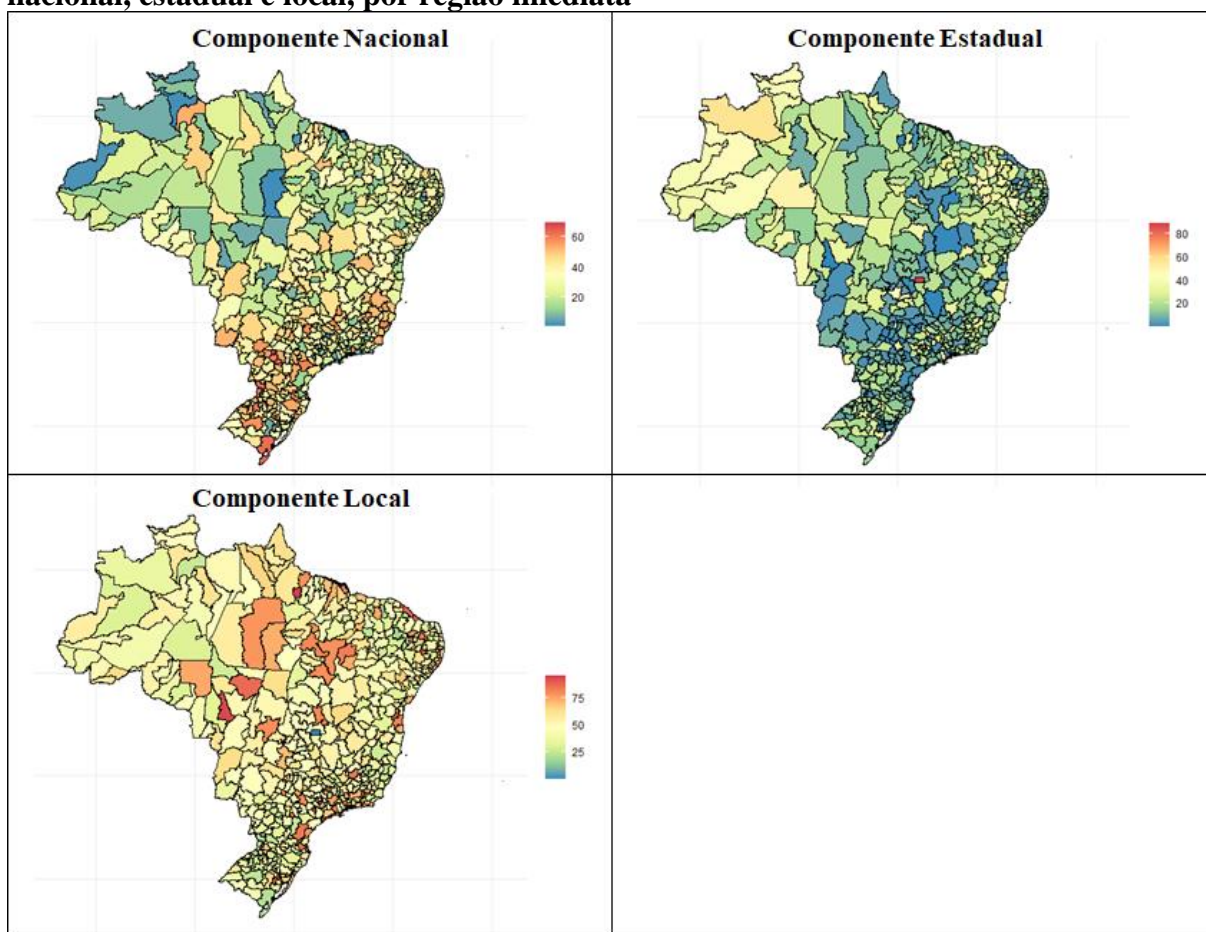 nacional, estadual e local, por região imediata
Componente Nacional
60
40
20
Componente Estadual
80
60
40
20
Componente Local
75
50
25